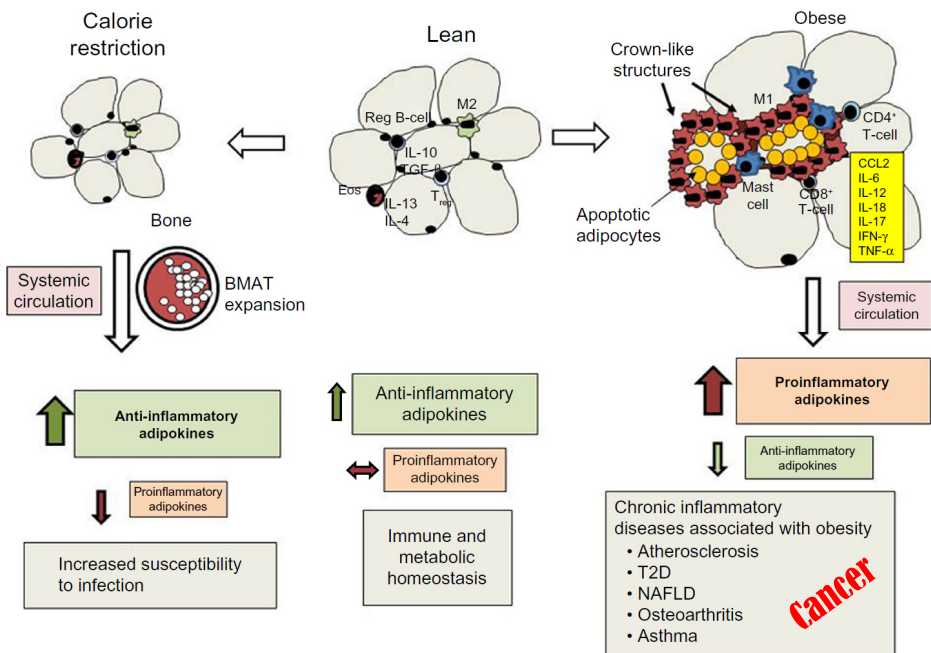 Calorie
restriction
Lean
Obese
Crown-like
structures
M1
CD4⁺
T-cell
Reg B-cell
M2
IL-10
TGF-β
Eos
IL-13
IL-4
T reg
Mast
cell
CD8⁺
T-cell
Apoptotic
adipocytes
CCL2
IL-6
IL-12
IL-18
IL-17
IFN-γ
TNF-α
Bone
Systemic
circulation
BMAT
expansion
Systemic
circulation
Anti-inflammatory
adipokines
Anti-inflammatory
adipokines
Proinflammatory
adipokines
Proinflammatory
adipokines
Proinflammatory
adipokines
Anti-inflammatory
adipokines
Increased susceptibility
to infection
Immune and
metabolic
homeostasis
Chronic inflammatory
diseases associated with obesity
• Atherosclerosis
• T2D
• NAFLD
• Osteoarthritis
• Asthma
Cancer